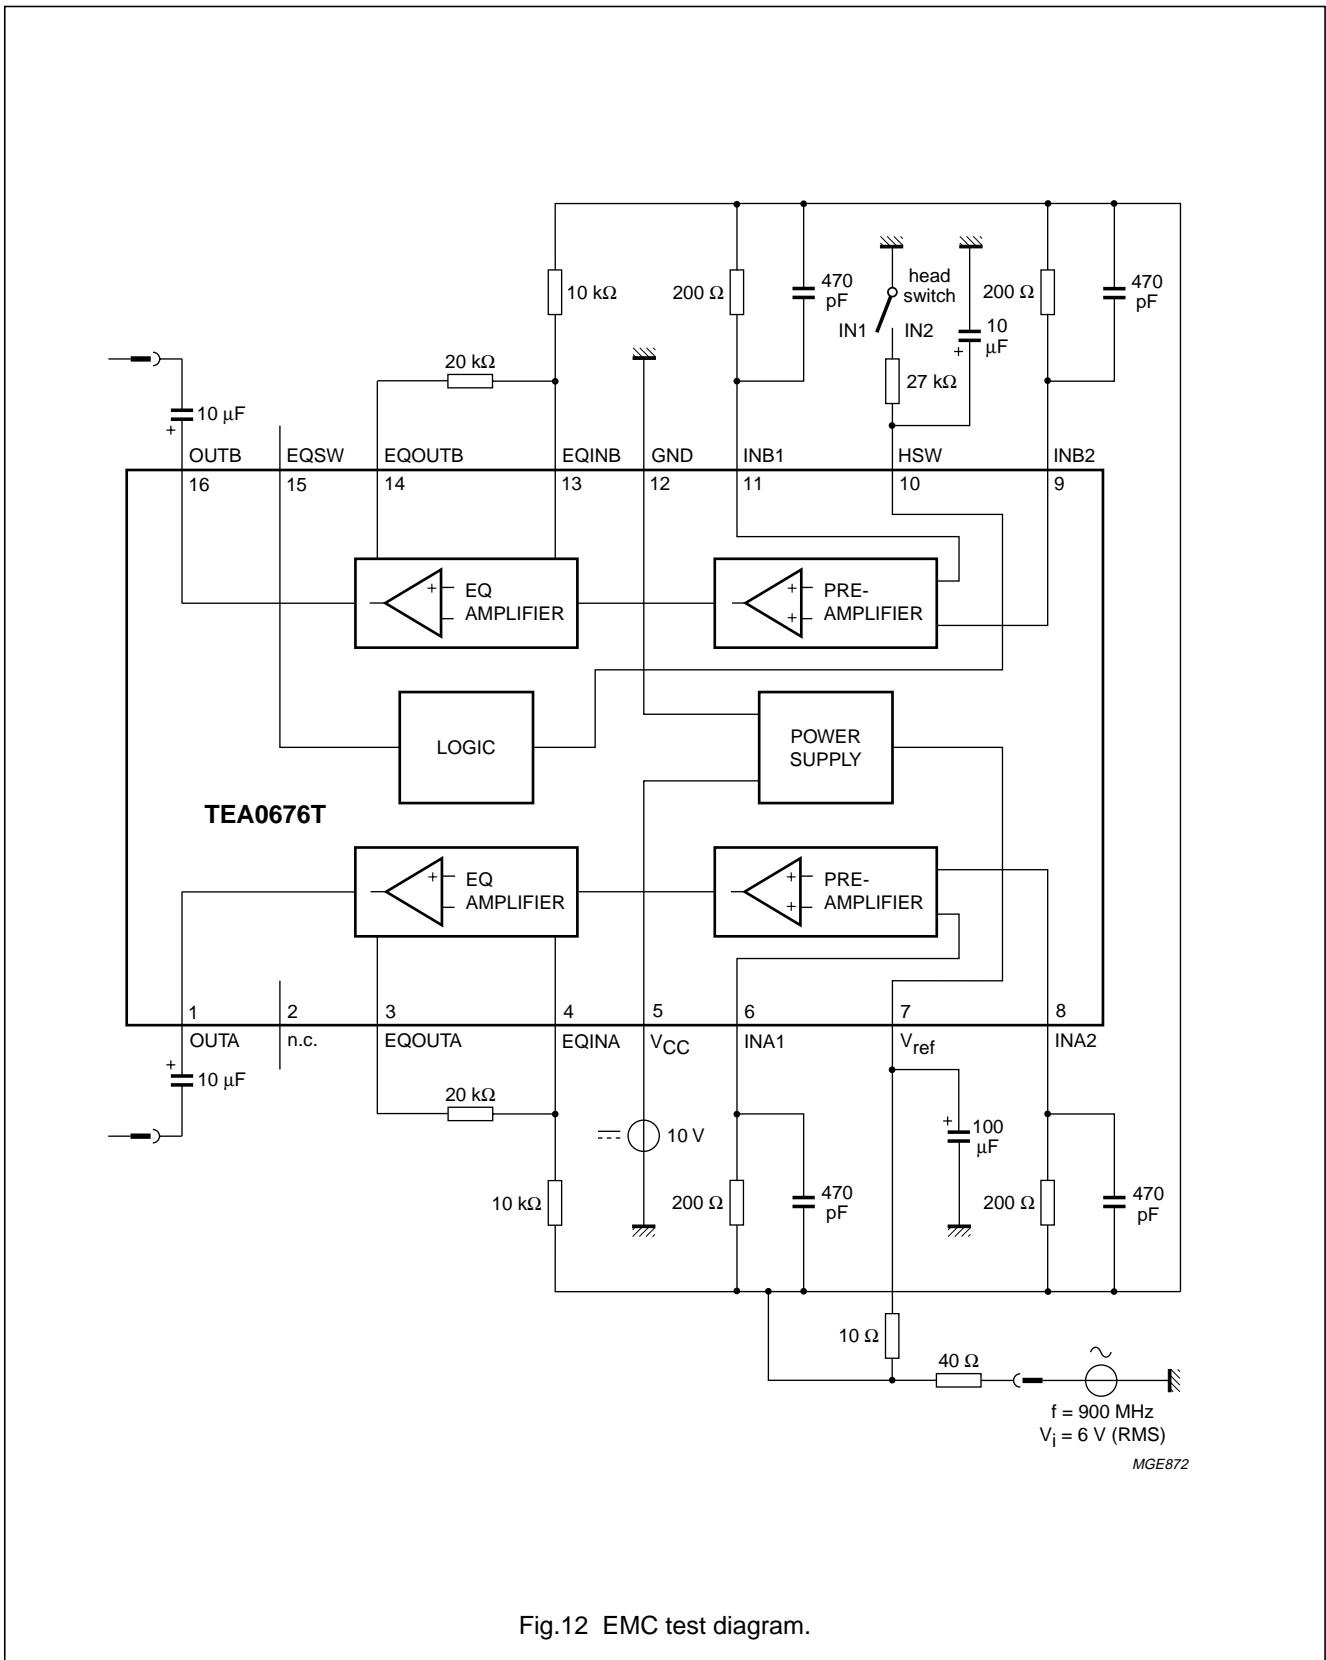 10 kΩ
200 Ω
470
pF
head
switch
IN1
IN2
10
μF
+
27 kΩ
200 Ω
470
pF
20 kΩ
10 μF
+
OUTB
EQSW
EQOUTB
EQINB
GND
INB1
HSW
INB2
16
15
14
13
12
11
10
9
+
EQ
AMPLIFIER
+
+
PRE-
AMPLIFIER
LOGIC
POWER
SUPPLY
TEA0676T
+
EQ
AMPLIFIER
+
+
PRE-
AMPLIFIER
1
2
3
4
5
6
7
8
OUTA
n.c.
EQOUTA
EQINA
VCC
INA1
Vref
INA2
+
10 μF
20 kΩ
10 V
+
100
μF
10 kΩ
200 Ω
470
pF
200 Ω
470
pF
10 Ω
40 Ω
f = 900 MHz
Vi = 6 V (RMS)
MGE872
Fig.12 EMC test diagram.